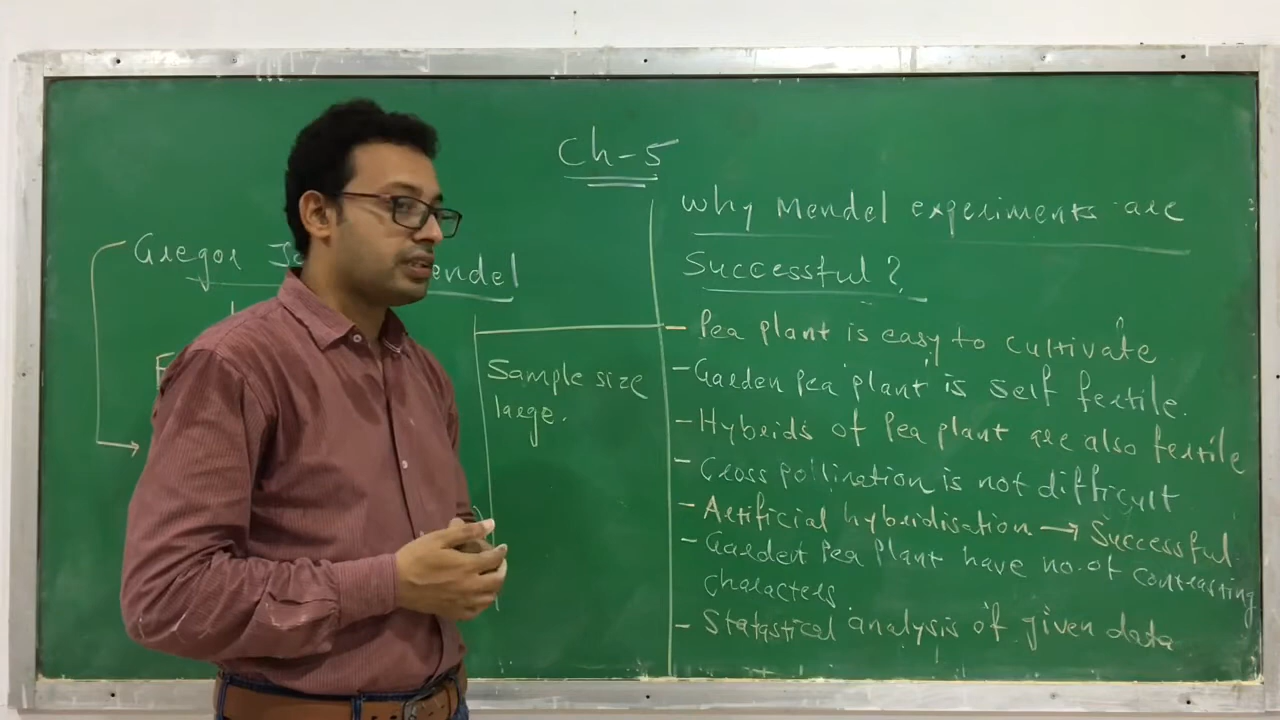 Ch-5
Gregor
endel
Sample size
large.
Why Mendel experiments are
Successful?
- Pea plant is easy to cultivate
- Garden Pea plant is self fertile.
- Hybrids of Pea plant are also fertile
- Cross pollination is not difficult
- Artificial hybridisation → Successful
- Garden Pea Plant have no. of contrasting
characters
- Statastical analysis of given data